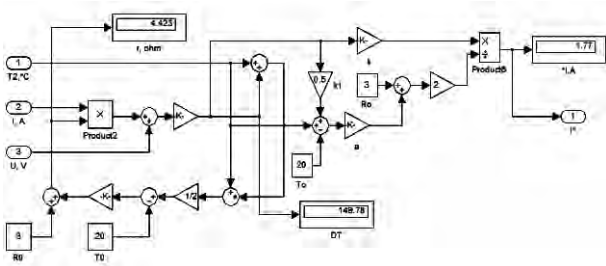 4.423
r, ohm
1
T2,°C
2
I, A
Product2
3
U, V
K-
K-
k
0,5
k1
3
Ro
2
X
÷
Product5
1.77
*I,A
1
I*
20
To
K-
a
-K-
1/2
R0
20
T0
149.78
DT